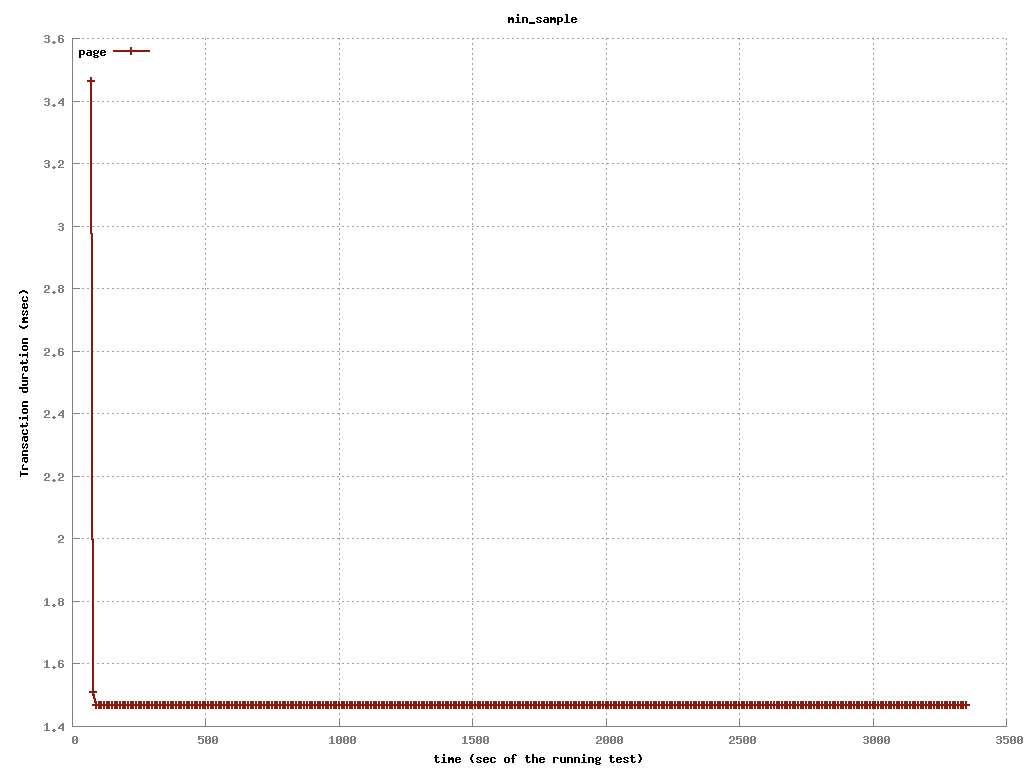 min_sample
page
3.6
3.4
3.2
3
2.8
2.6
2.4
2.2
2
1.8
1.6
1.4
Transaction duration (msec)
0 500 1000 1500 2000 2500 3000 3500
time (sec of the running test)